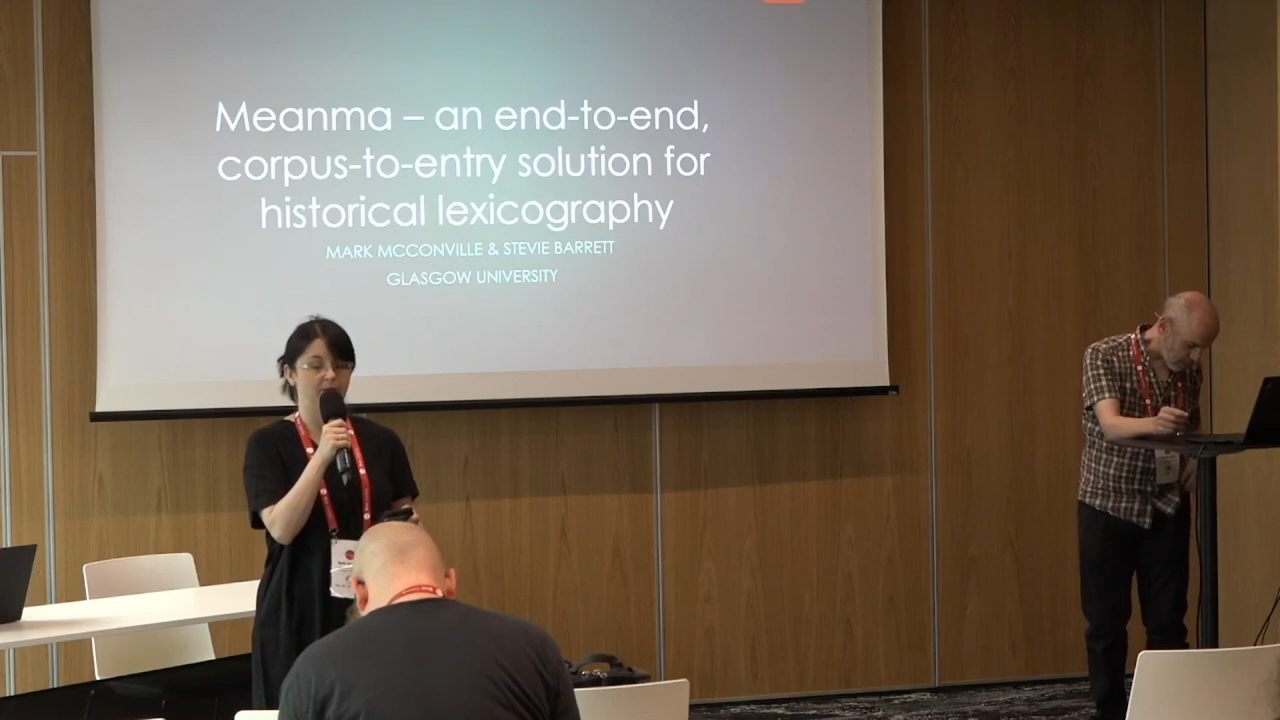 Meanma – an end-to-end,
corpus-to-entry solution for
historical lexicography
MARK MCCONVILLE & STEVIE BARRETT
GLASGOW UNIVERSITY